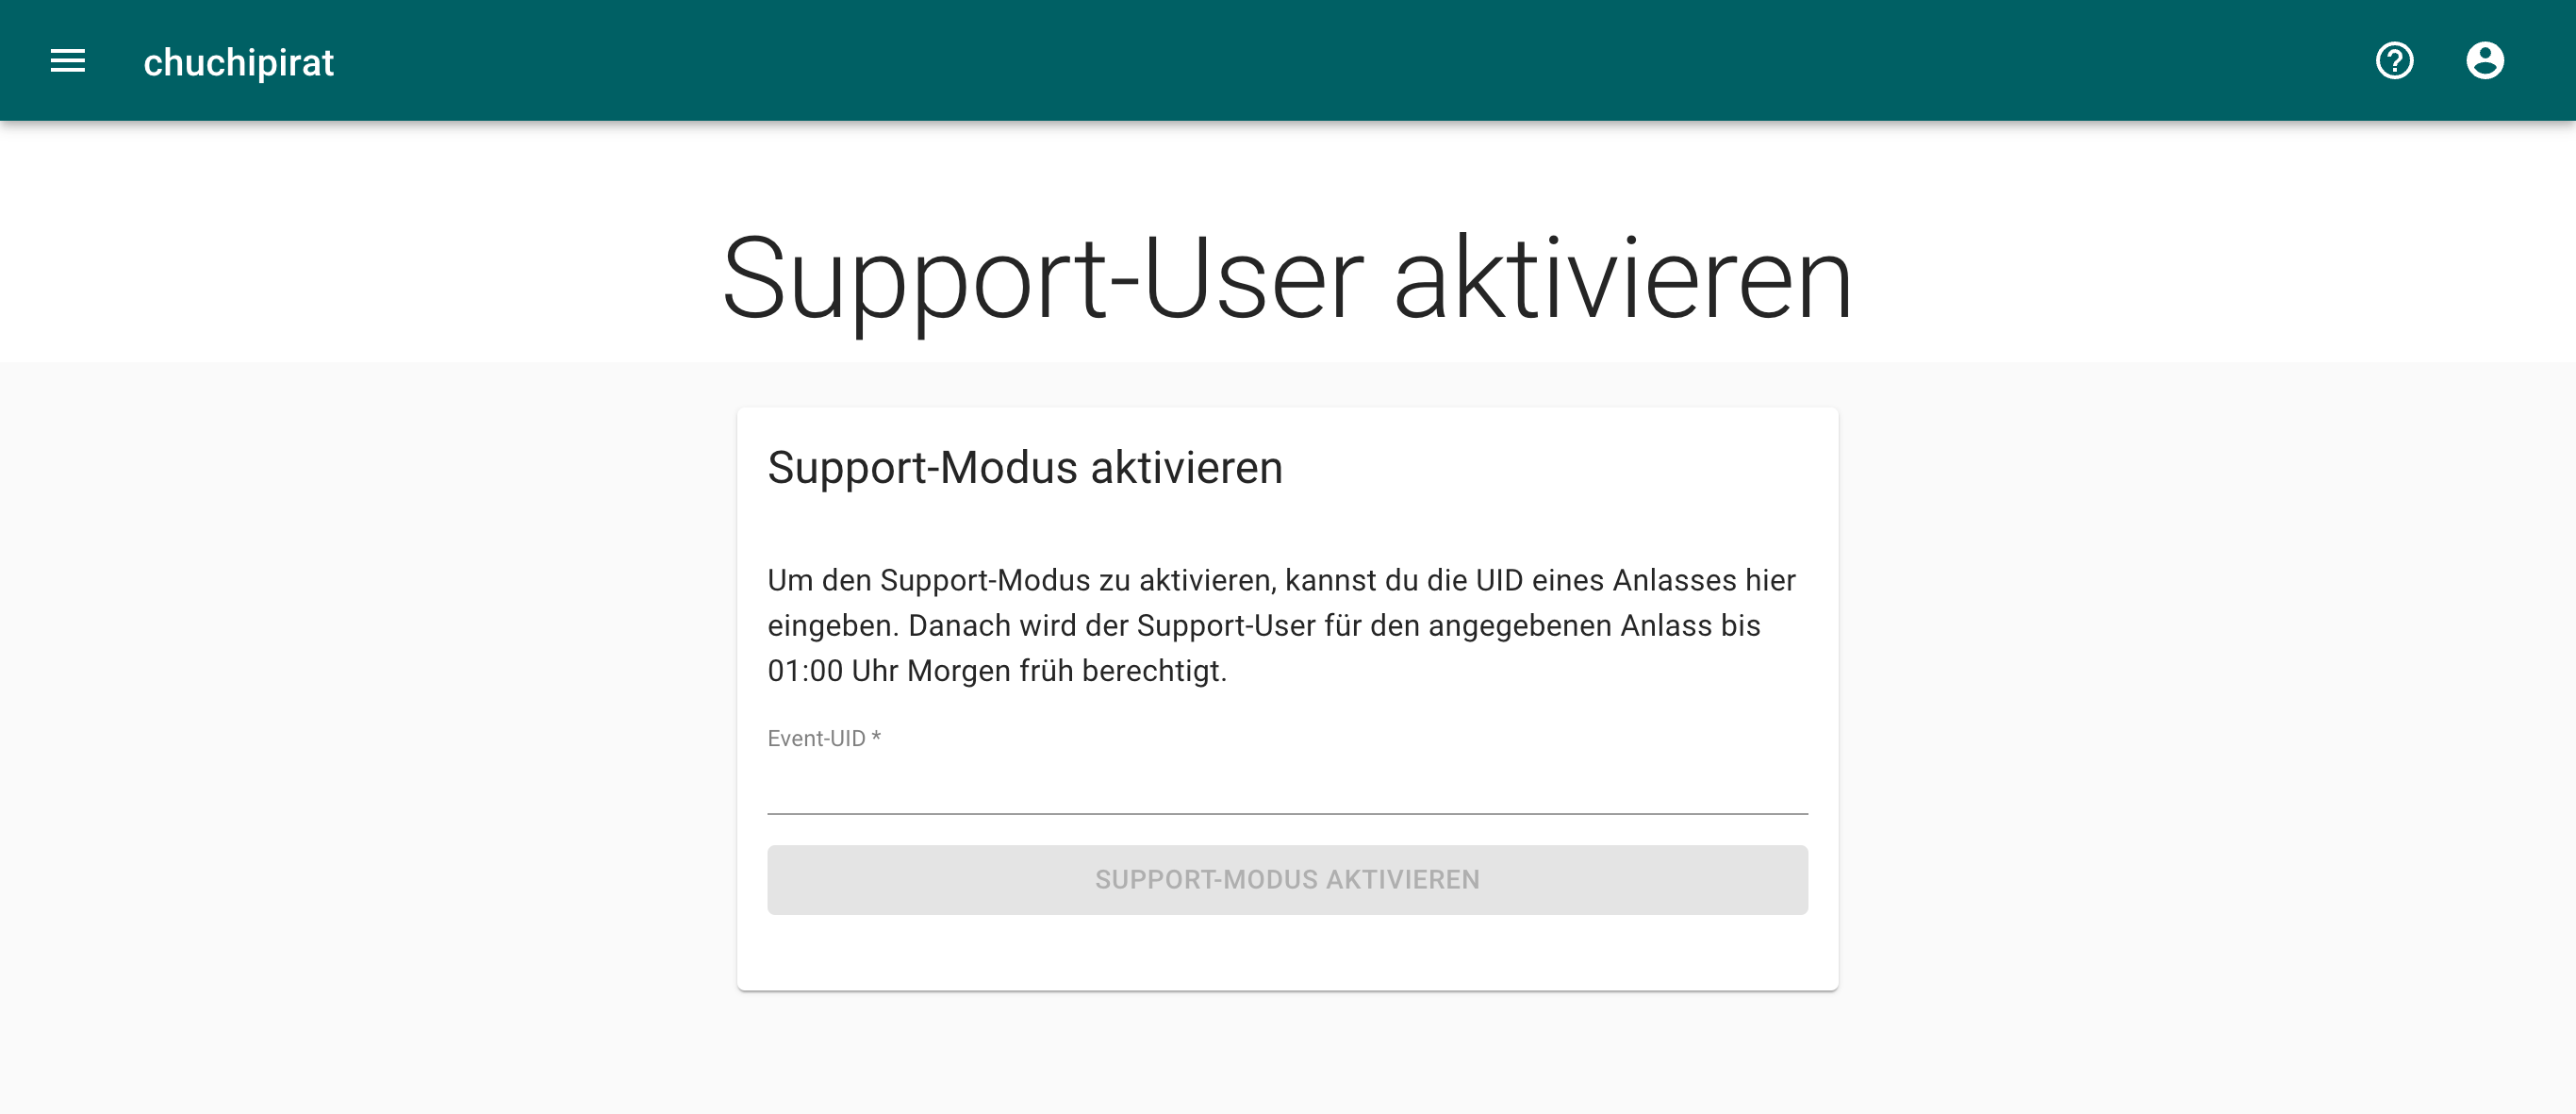 chuchipirat
Support-User aktivieren
Support-Modus aktivieren
Um den Support-Modus zu aktivieren, kannst du die UID eines Anlasses hier
eingeben. Danach wird der Support-User für den angegebenen Anlass bis
01:00 Uhr Morgen früh berechtigt.
Event-UID *
SUPPORT-MODUS AKTIVIEREN